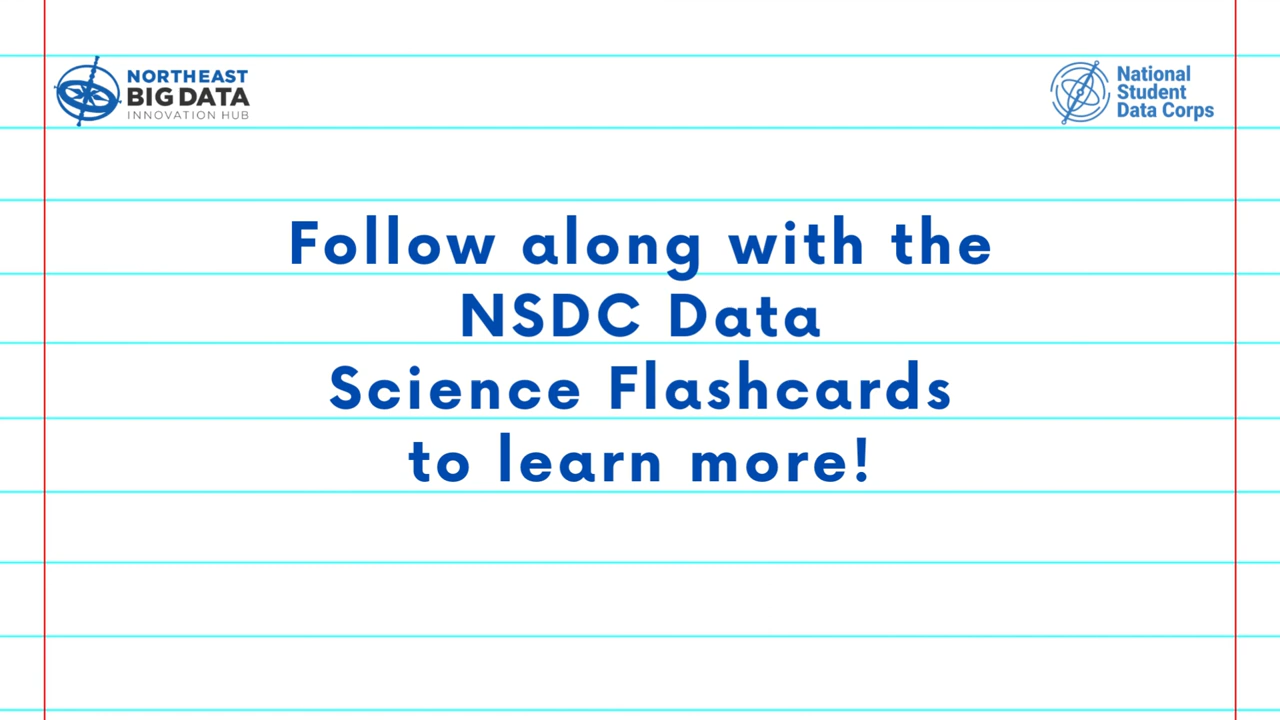 NORTHEAST
BIG DATA
INNOVATION HUB
National
Student
Data Corps
Follow along with the
NSDC Data
Science Flashcards
to learn more!